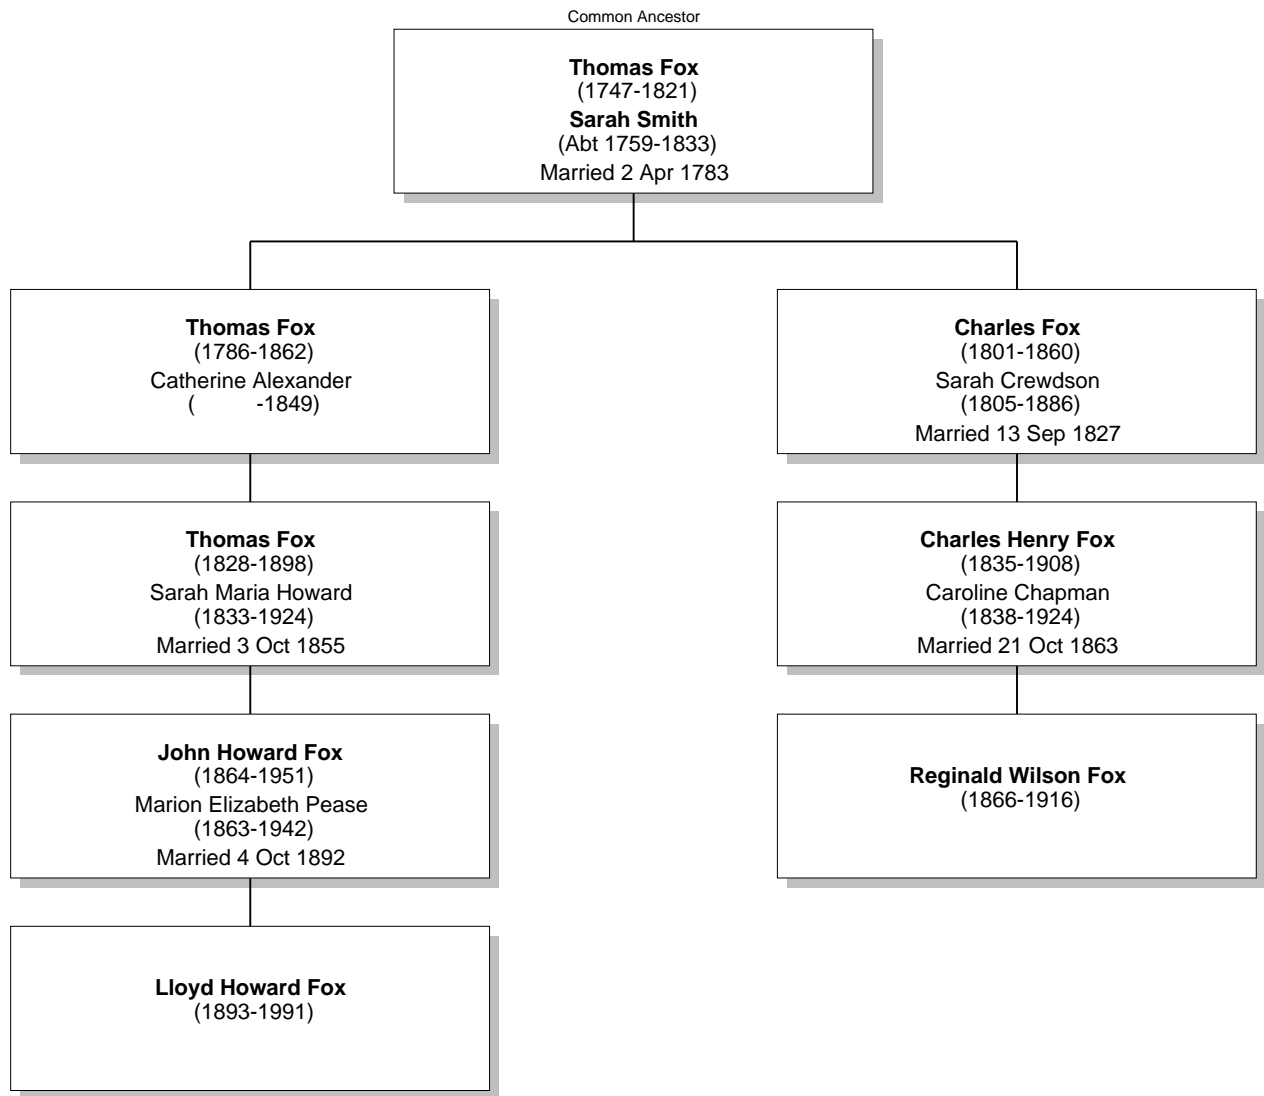 Common Ancestor
Thomas Fox
(1747-1821)
Sarah Smith
(Abt 1759-1833)
Married 2 Apr 1783
Thomas Fox
(1786-1862)
Catherine Alexander
(          -1849)
Charles Fox
(1801-1860)
Sarah Crewdson
(1805-1886)
Married 13 Sep 1827
Thomas Fox
(1828-1898)
Sarah Maria Howard
(1833-1924)
Married 3 Oct 1855
Charles Henry Fox
(1835-1908)
Caroline Chapman
(1838-1924)
Married 21 Oct 1863
John Howard Fox
(1864-1951)
Marion Elizabeth Pease
(1863-1942)
Married 4 Oct 1892
Reginald Wilson Fox
(1866-1916)
Lloyd Howard Fox
(1893-1991)